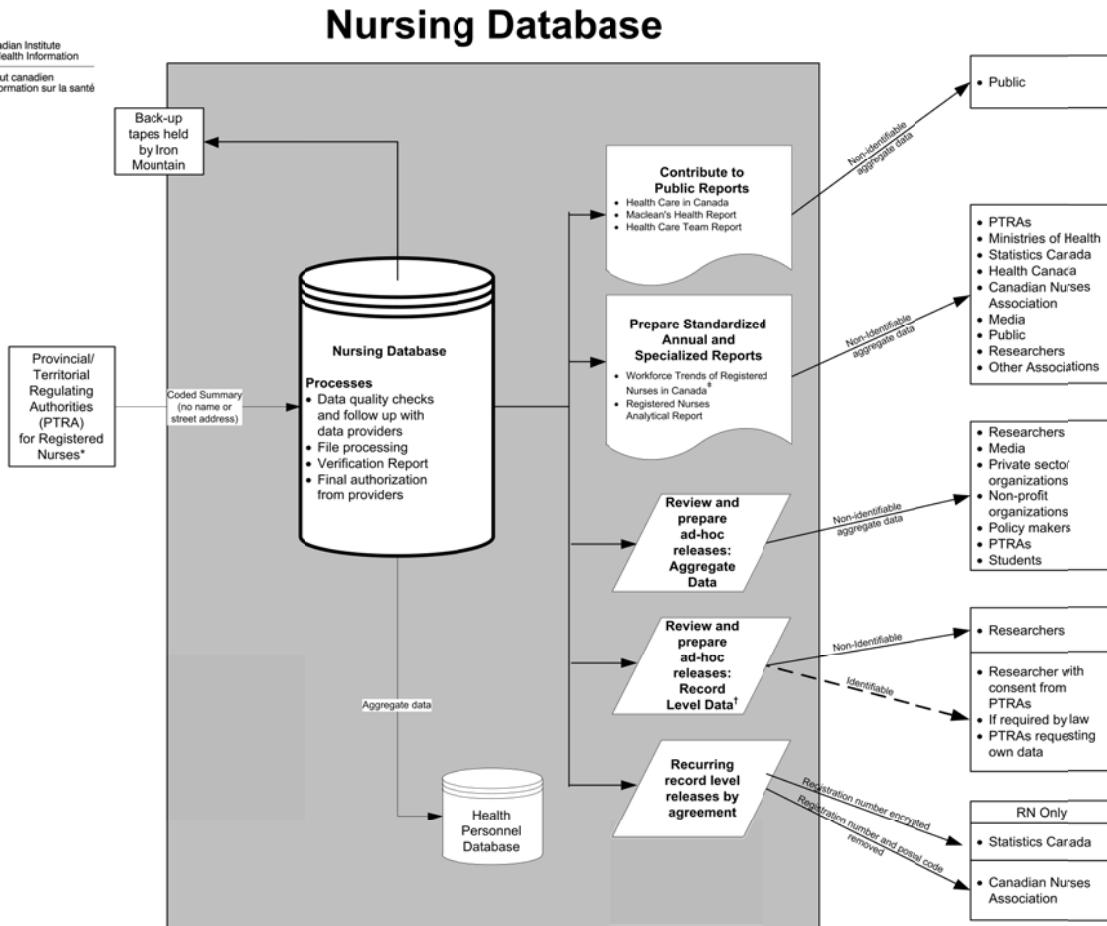 Nursing Database
adian Institute
ealth Information
ut canadien
ormation sur la santé
Back-up
tapes held
by Iron
Mountain
Provincial/
Territorial
Regulating
Authorities
(PTRA)
for Registered
Nurses*
Coded Summary
(no name or
street address)
Nursing Database
Processes
• Data quality checks
and follow up with
data providers
• File processing
• Verification Report
• Final authorization
from providers
Aggregate data
Health
Personnel
Database
Contribute to
Public Reports
• Health Care in Canada
• Maclean's Health Report
• Health Care Team Report
Non-identifiable
aggregate data
• Public
Prepare Standardized
Annual and
Specialized Reports
• Workforce Trends of Registered
Nurses in Canada
• Registered Nurses
Analytical Report
Non-Identifiable
aggregate data
• PTRAs
• Ministries of Health
• Statistics Canada
• Health Canada
• Canadian Nurses
Association
• Media
• Public
• Researchers
• Other Associations
Review and
prepare
ad-hoc
releases:
Aggregate
Data
Non-identifiable
aggregate data
• Researchers
• Media
• Private sector
organizations
• Non-profit
organizations
• Policy makers
• PTRAs
• Students
Review and
prepare
ad-hoc
releases:
Record
Level Data†
Non-Identifiable
• Researchers
Identifiable
• Researcher with
consent from
PTRAs
• If required by law
• PTRAs requesting
own data
Recurring
record level
releases by
agreement
Registration number encrypted
Registration number and postal code
removed
RN Only
• Statistics Canada
• Canadian Nurses
Association